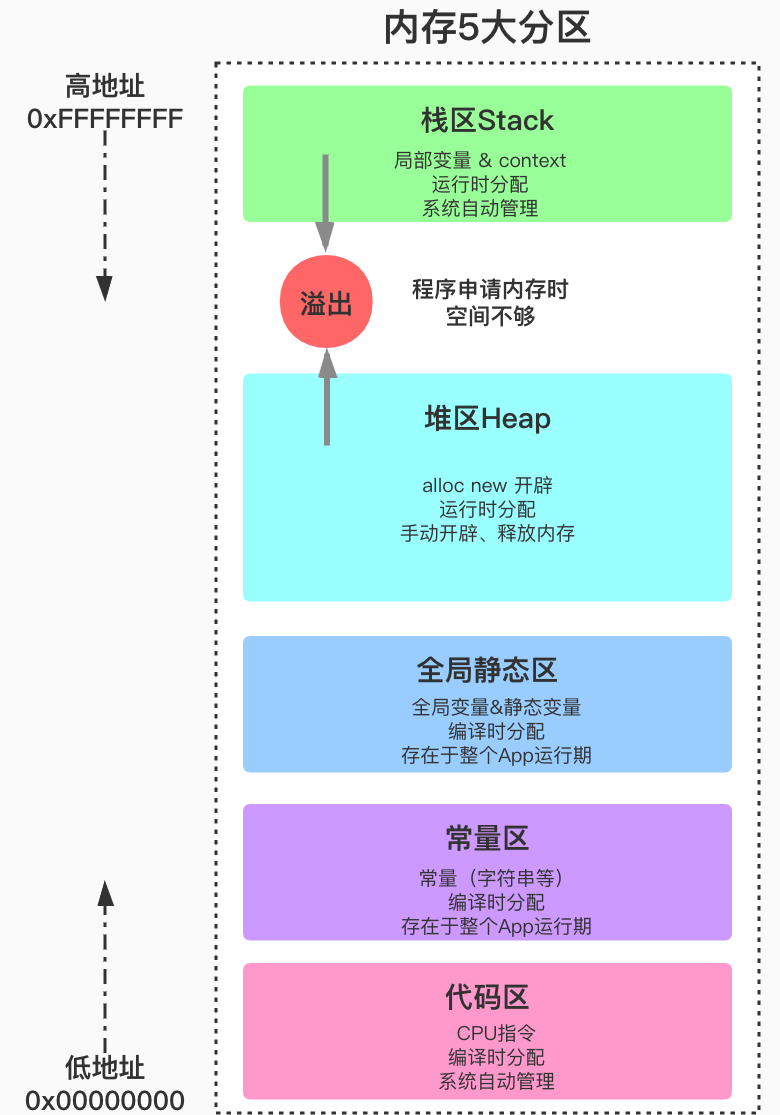 内存5大分区
高地址
0xFFFFFFFF
栈区Stack
局部变量 & context
运行时分配
系统自动管理
溢出
程序申请内存时
空间不够
堆区Heap
alloc new 开辟
运行时分配
手动开辟、释放内存
全局静态区
全局变量&静态变量
编译时分配
存在于整个App运行期
常量区
常量（字符串等）
编译时分配
存在于整个App运行期
代码区
CPU指令
编译时分配
系统自动管理
低地址
0x00000000